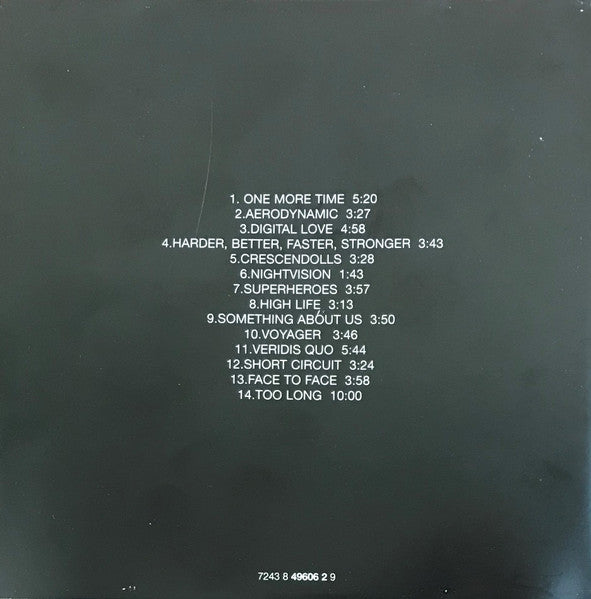 1. ONE MORE TIME 5:20
2.AERODYNAMIC 3:27
3.DIGITAL LOVE 4:58
4.HARDER, BETTER, FASTER, STRONGER 3:43
5.CRESCENDOLLS 3:28
6.NIGHTVISION 1:43
7.SUPERHEROES 3:57
8.HIGH LIFE 3:13
9.SOMETHING ABOUT US 3:50
10.VOYAGER 3:46
11.VERIDIS QUO 5:44
12.SHORT CIRCUIT 3:24
13.FACE TO FACE 3:58
14.TOO LONG 10:00
7243 8 49606 2 9